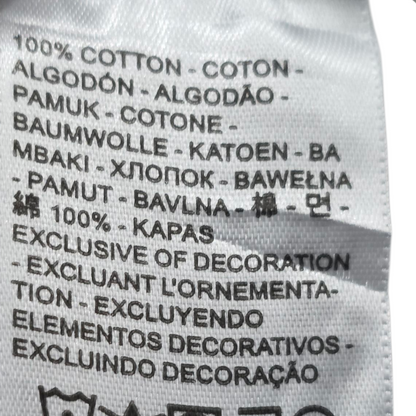 100% COTTON - COTON -
ALGODÓN - ALGODÃO -
PAMUK - COTONE -
BAUMWOLLE - KATOEN - BA
MBAKI - ХЛОПОК - BAWEŁNA
- PAMUT - BAVLNA - 棉 - 면 -
綿 100% - KAPAS
EXCLUSIVE OF DECORATION
- EXCLUANT L'ORNEMENTA-
TION - EXCLUYENDO
ELEMENTOS DECORATIVOS -
EXCLUINDO DECORAÇÃO